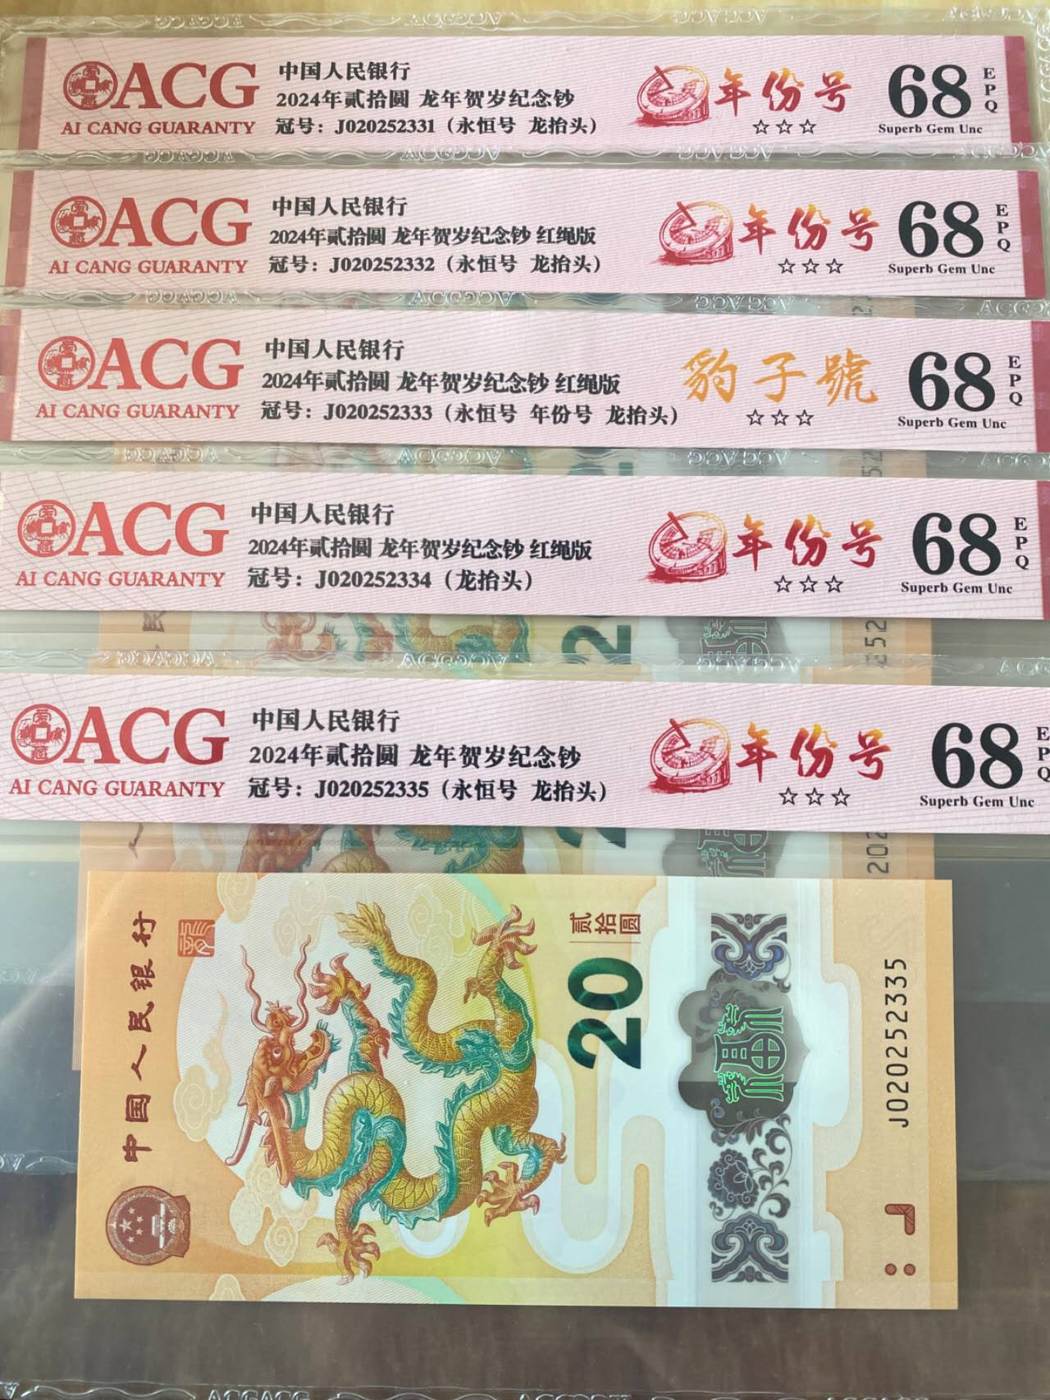 ACG
AI CANG GUARANTY
中国人民银行
2024年贰拾圆 龙年贺岁纪念钞
冠号：J020252331（永恒号 龙抬头）
年份号
☆☆☆
68
EPQ
Superb Gem Unc
ACG
AI CANG GUARANTY
中国人民银行
2024年贰拾圆 龙年贺岁纪念钞 红绳版
冠号：J020252332（永恒号 龙抬头）
年份号
☆☆☆
68
EPQ
Superb Gem Unc
ACG
AI CANG GUARANTY
中国人民银行
2024年贰拾圆 龙年贺岁纪念钞 红绳版
冠号：J020252333（永恒号 年份号 龙抬头）
豹子號
☆☆☆
68
EPQ
Superb Gem Unc
ACG
AI CANG GUARANTY
中国人民银行
2024年贰拾圆 龙年贺岁纪念钞 红绳版
冠号：J020252334（龙抬头）
年份号
☆☆☆
68
EPQ
Superb Gem Unc
ACG
AI CANG GUARANTY
中国人民银行
2024年贰拾圆 龙年贺岁纪念钞
冠号：J020252335（永恒号 龙抬头）
年份号
☆☆☆
68
EPQ
Superb Gem Unc
中国人民银行
贰拾圆
20
J020252335